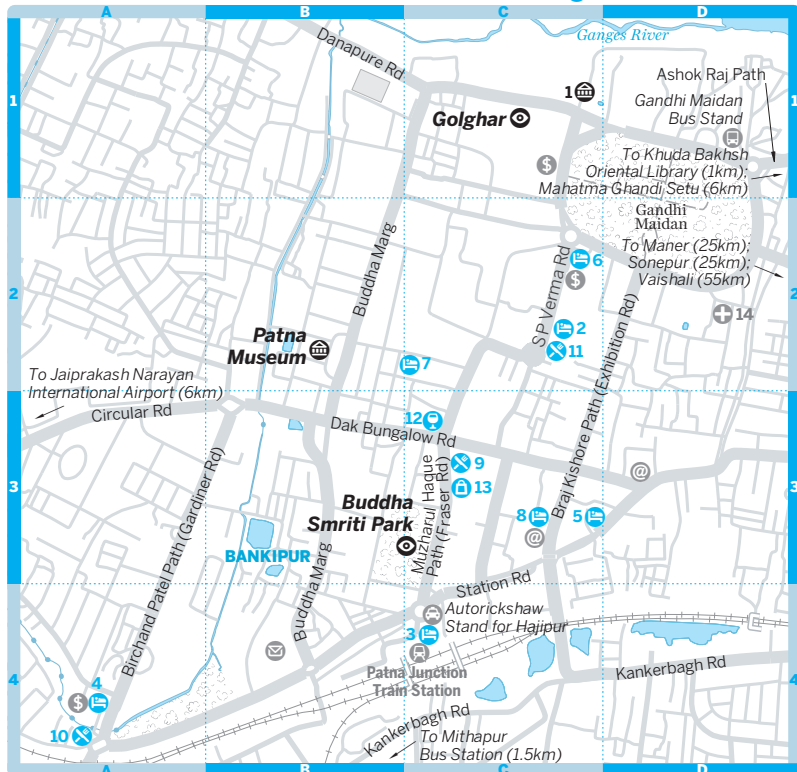 A
B
C
D
Ganges River
Danapure Rd
1
1
1
Golghar
Ashok Raj Path
Gandhi Maidan
Bus Stand
$
To Khuda Bakhsh
Oriental Library (1km);
Mahatma Ghandi Setu (6km)
Gandhi
Maidan
To Maner (25km);
Sonepur (25km);
Vaishali (55km)
Buddha Marg
SP Verma Rd
6
$
2
2
2
14
11
Patna
Museum
7
Braj Kishore Path (Exhibition Rd)
To Jaiprakash Narayan
International Airport (6km)
Circular Rd
12
Dak Bungalow Rd
9
13
@
3
3
Muzharul Haque
Path (Fraser Rd)
Buddha
Smriti Park
8
5
@
Birchand Patel Path (Gardiner Rd)
BANKIPUR
Buddha Marg
Station Rd
Autorickshaw
Stand for Hajipur
3
Patna Junction
Train Station
Kankerbagh Rd
4
4
$
4
10
Kankerbagh Rd
To Mithapur
Bus Station (1.5km)
A
B
C
D